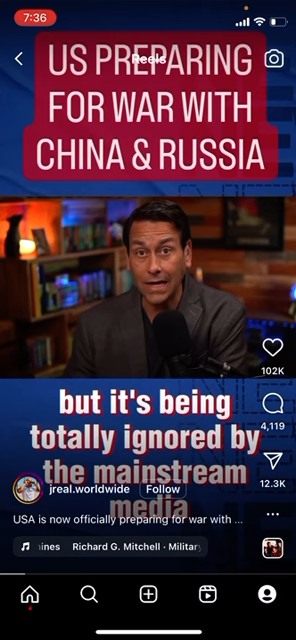 7:36
US PREPARING
Reels
FOR WAR WITH
CHINA & RUSSIA
102K
but it's being
totally ignored by
the mainstream
media
4,119
12.3K
jreal.worldwide Follow
USA is now officially preparing for war with ...
ines Richard G. Mitchell · Militar